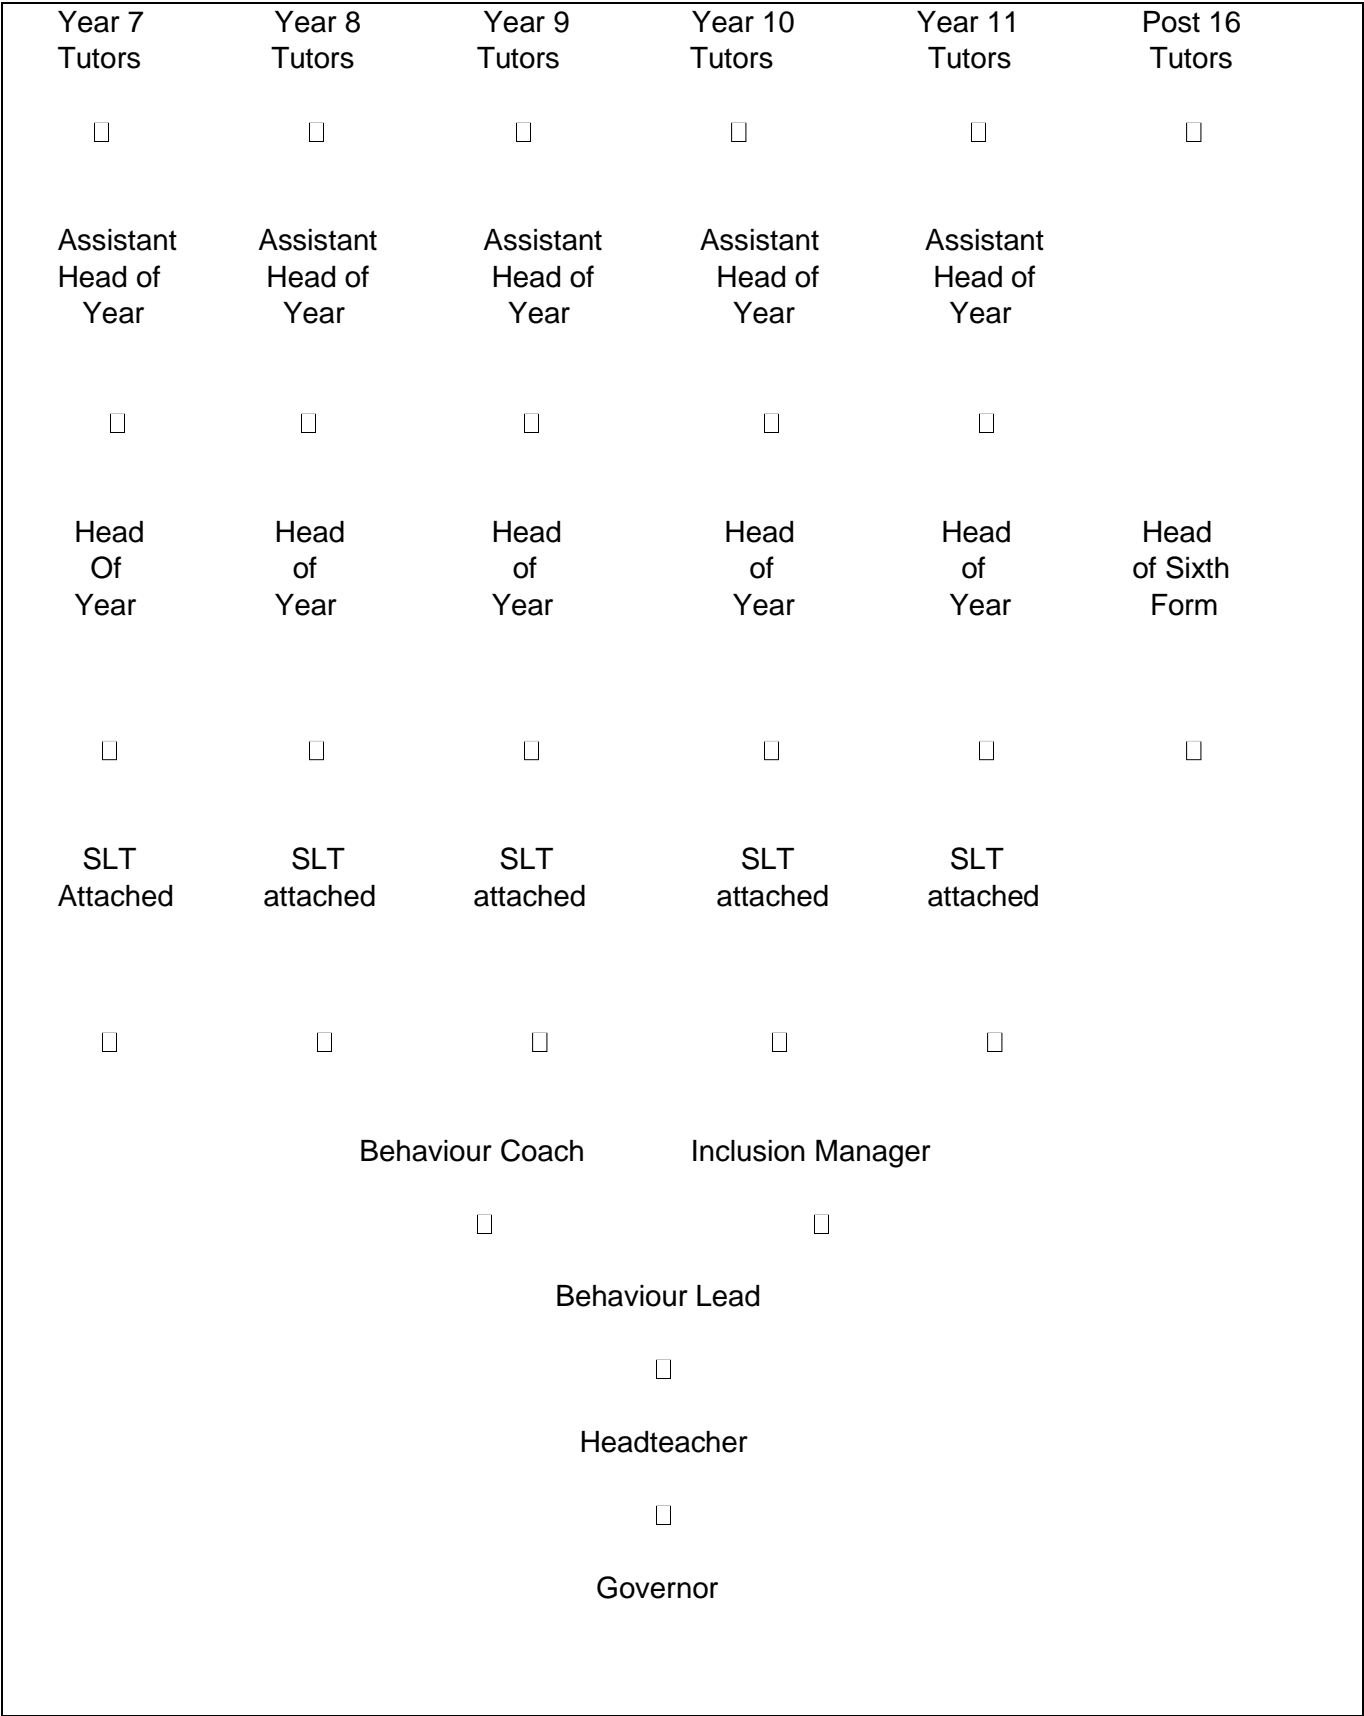 Year 7 Year 8 Year 9 Year 10 Year 11 Post 16
Tutors Tutors Tutors Tutors Tutors Tutors
Assistant Assistant Assistant Assistant Assistant
Head of Head of Head of Head of Head of
Year Year Year Year Year
Head Head Head Head Head Head
Of of of of of of Sixth
Year Year Year Year Year Form
SLT SLT SLT SLT SLT
Attached attached attached attached attached
Behaviour Coach Inclusion Manager
Behaviour Lead
Headteacher
Governor